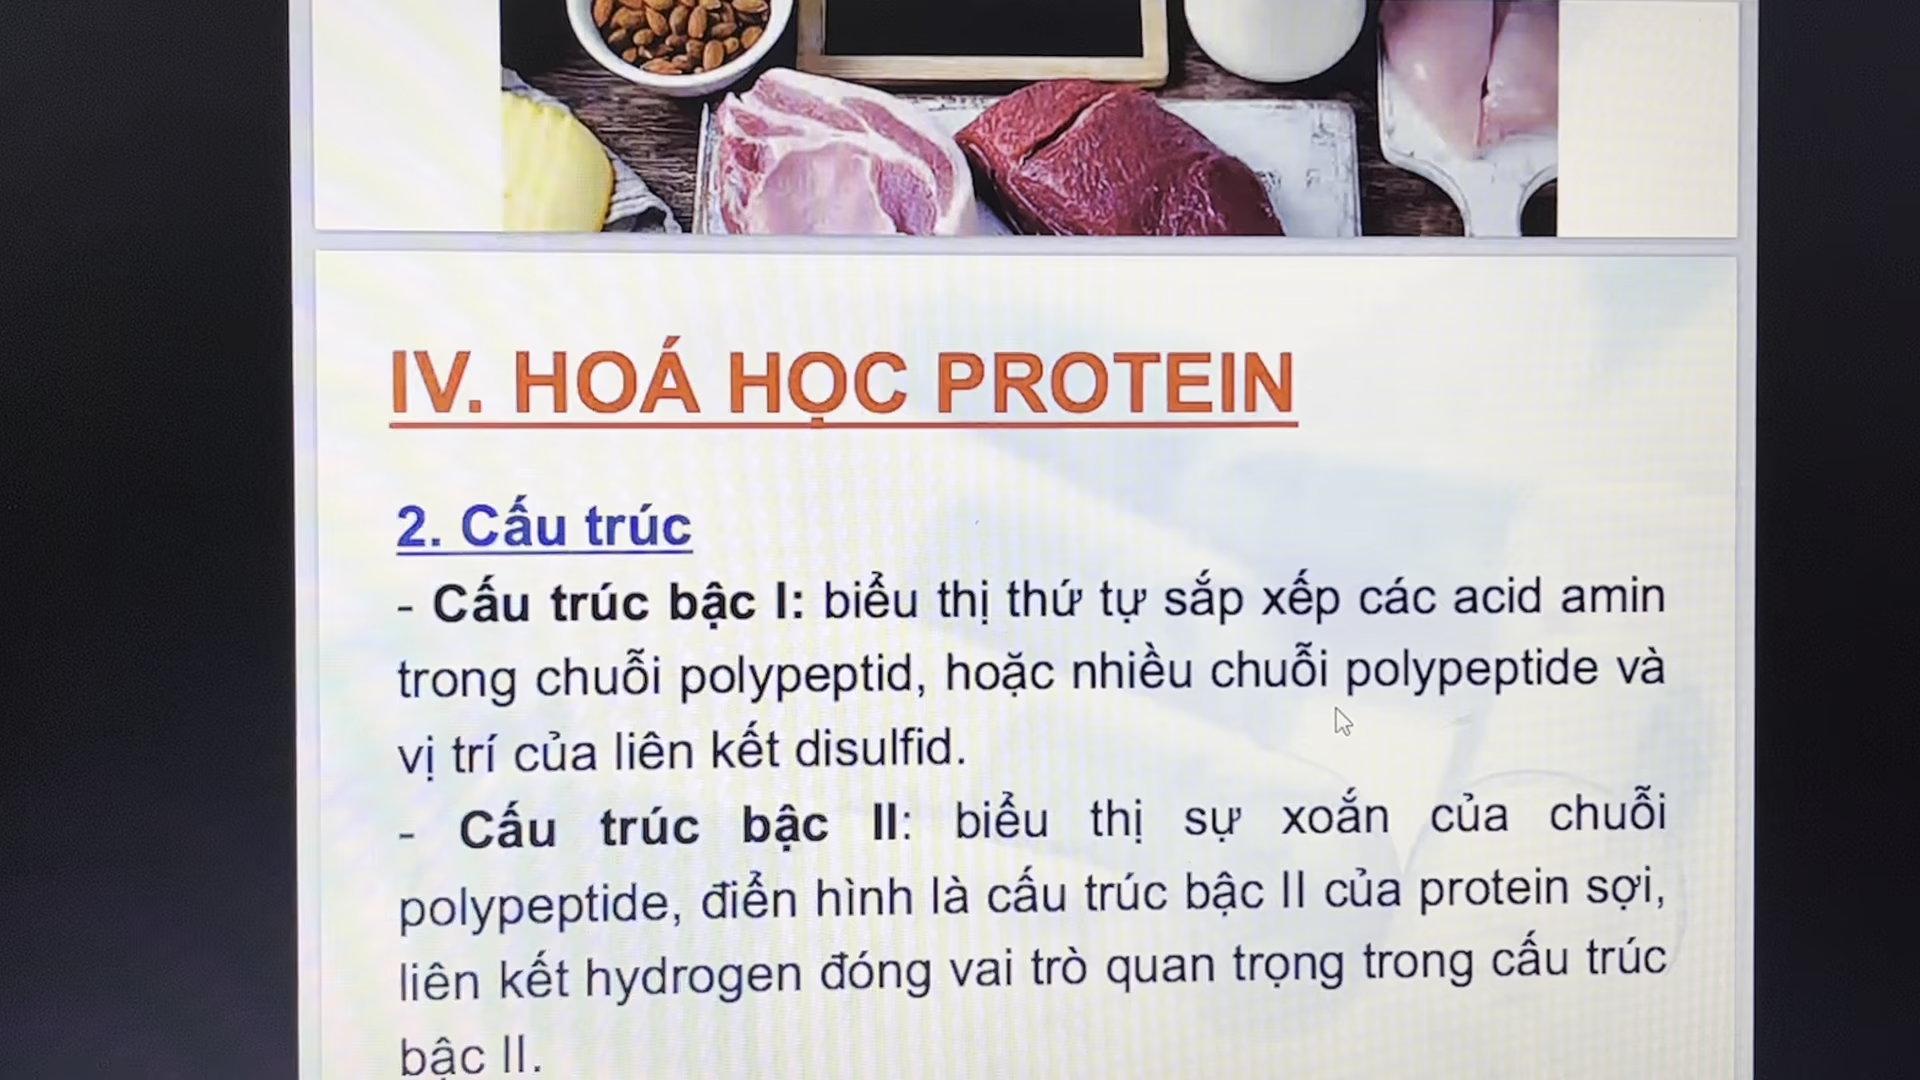 IV. HOÁ HỌC PROTEIN
2. Cấu trúc
- Cấu trúc bậc I: biểu thị thứ tự sắp xếp các acid amin
trong chuỗi polypeptid, hoặc nhiều chuỗi polypeptide và
vị trí của liên kết disulfid.
- Cấu trúc bậc II: biểu thị sự xoắn của chuỗi
polypeptide, điển hình là cấu trúc bậc II của protein sợi,
liên kết hydrogen đóng vai trò quan trọng trong cấu trúc
bậc II.